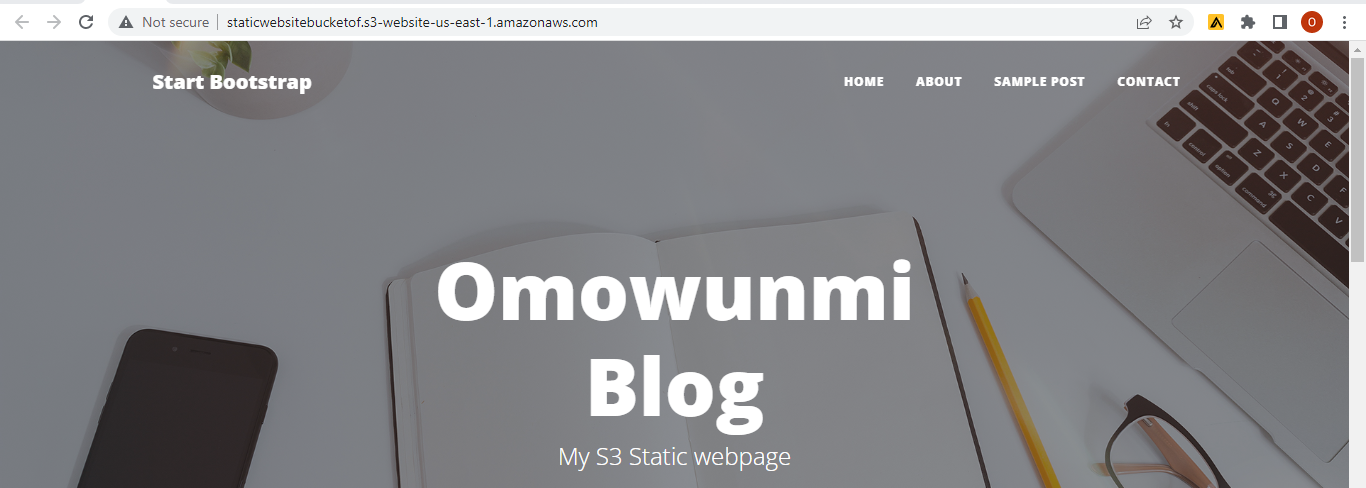 Not secure staticwebsitebucketof.s3-website-us-east-1.amazonaws.com
O
Start Bootstrap
HOME ABOUT SAMPLE POST CONTACT
Omowunmi
Blog
My S3 Static webpage